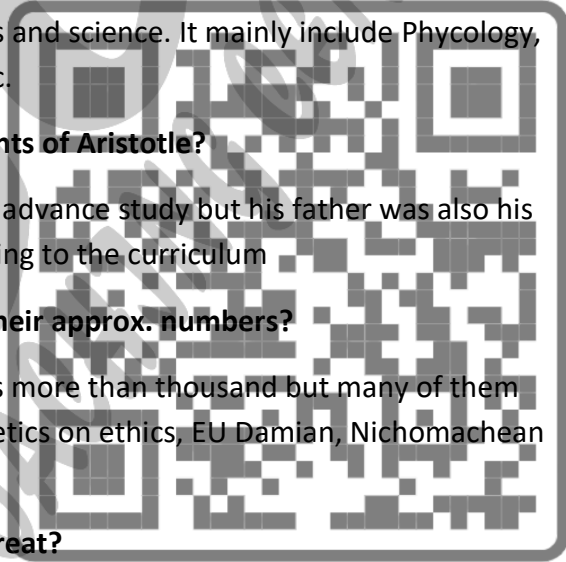 s and science. It mainly include Phycology,
c.
nts of Aristotle?
advance study but his father was also his
ing to the curriculum
heir approx. numbers?
s more than thousand but many of them
etics on ethics, EU Damian, Nichomachean
reat?